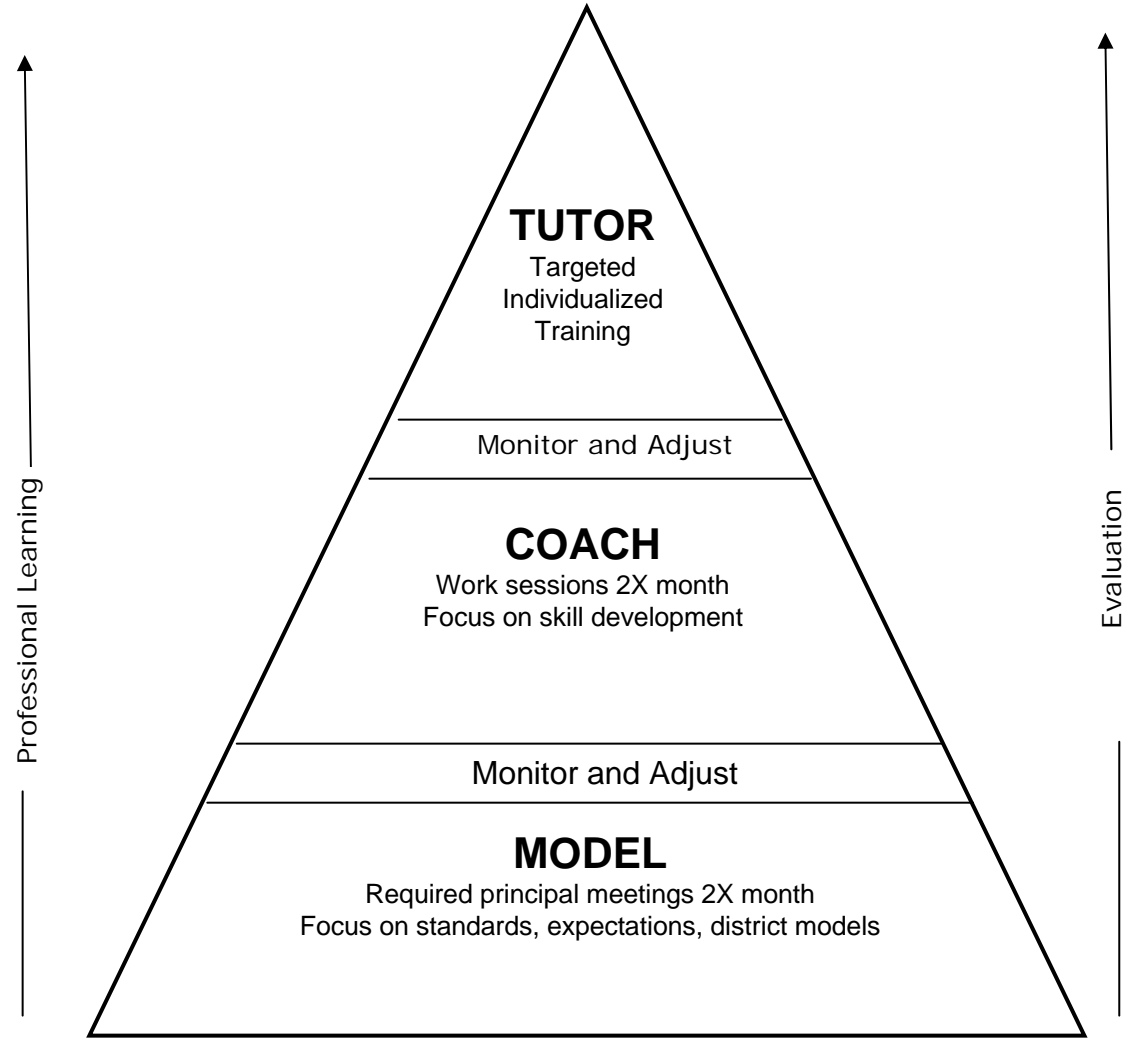 TUTOR
Targeted
Individualized
Training
Monitor and Adjust
COACH
Work sessions 2X month
Focus on skill development
Monitor and Adjust
MODEL
Required principal meetings 2X month
Focus on standards, expectations, district models
Professional Learning
Evaluation